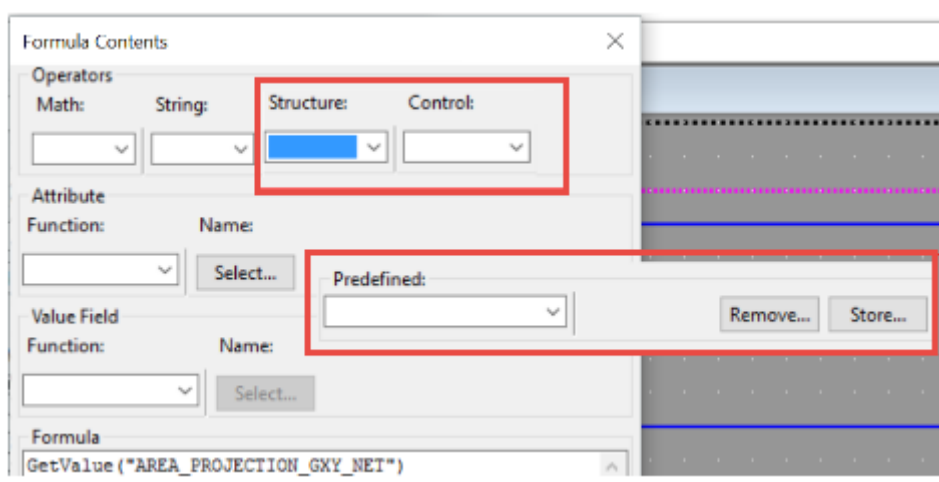 Formula Contents
Operators
Math: String: Structure: Control:
Attribute
Function: Name:
Select...
Predefined:
Remove... Store...
Value Field
Function: Name:
Select...
Formula
GetValue("AREA_PROJECTION_GXY_NET")